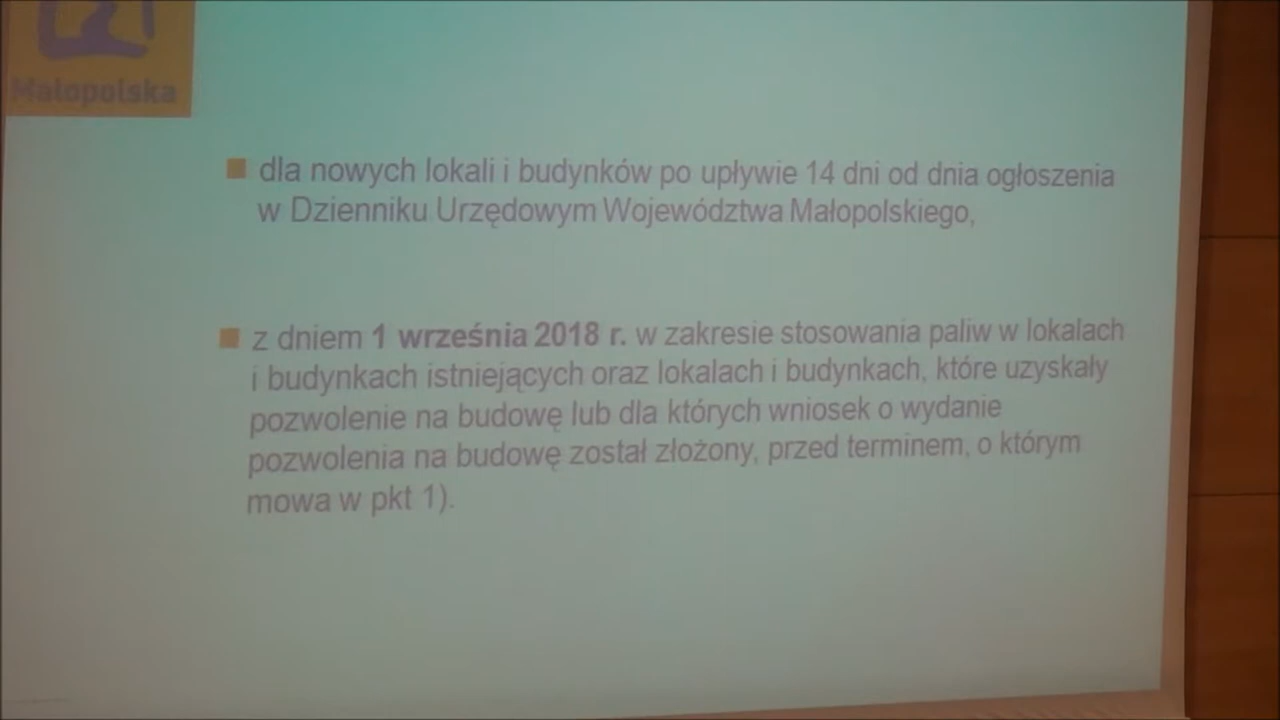 Małopolska
dla nowych lokali i budynków po upływie 14 dni od dnia ogłoszenia
w Dzienniku Urzędowym Województwa Małopolskiego,
z dniem 1 września 2018 r. w zakresie stosowania paliw w lokalach
i budynkach istniejących oraz lokalach i budynkach, które uzyskały
pozwolenie na budowę lub dla których wniosek o wydanie
pozwolenia na budowę został złożony, przed terminem, o którym
mowa w pkt 1).